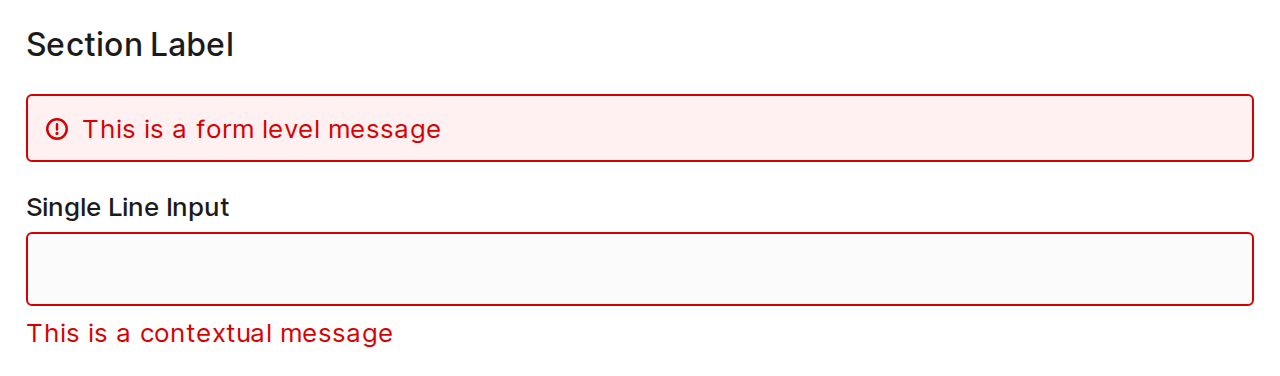 Section Label
This is a form level message
Single Line Input
This is a contextual message